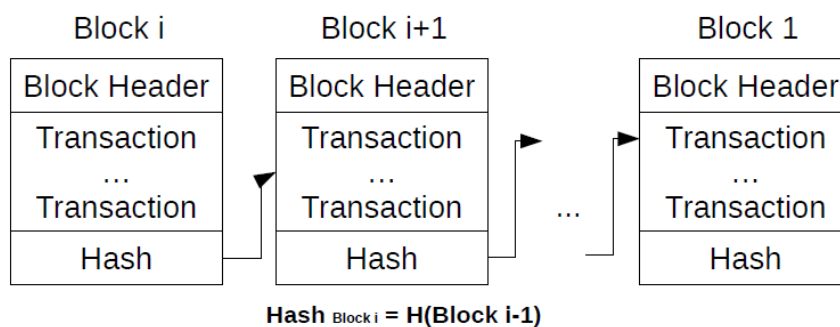 Block i
Block i+1
Block 1
Block Header
Transaction
...
Transaction
Hash
Block Header
Transaction
...
Transaction
Hash
...
Block Header
Transaction
...
Transaction
Hash
Hash Block i = H(Block i-1)